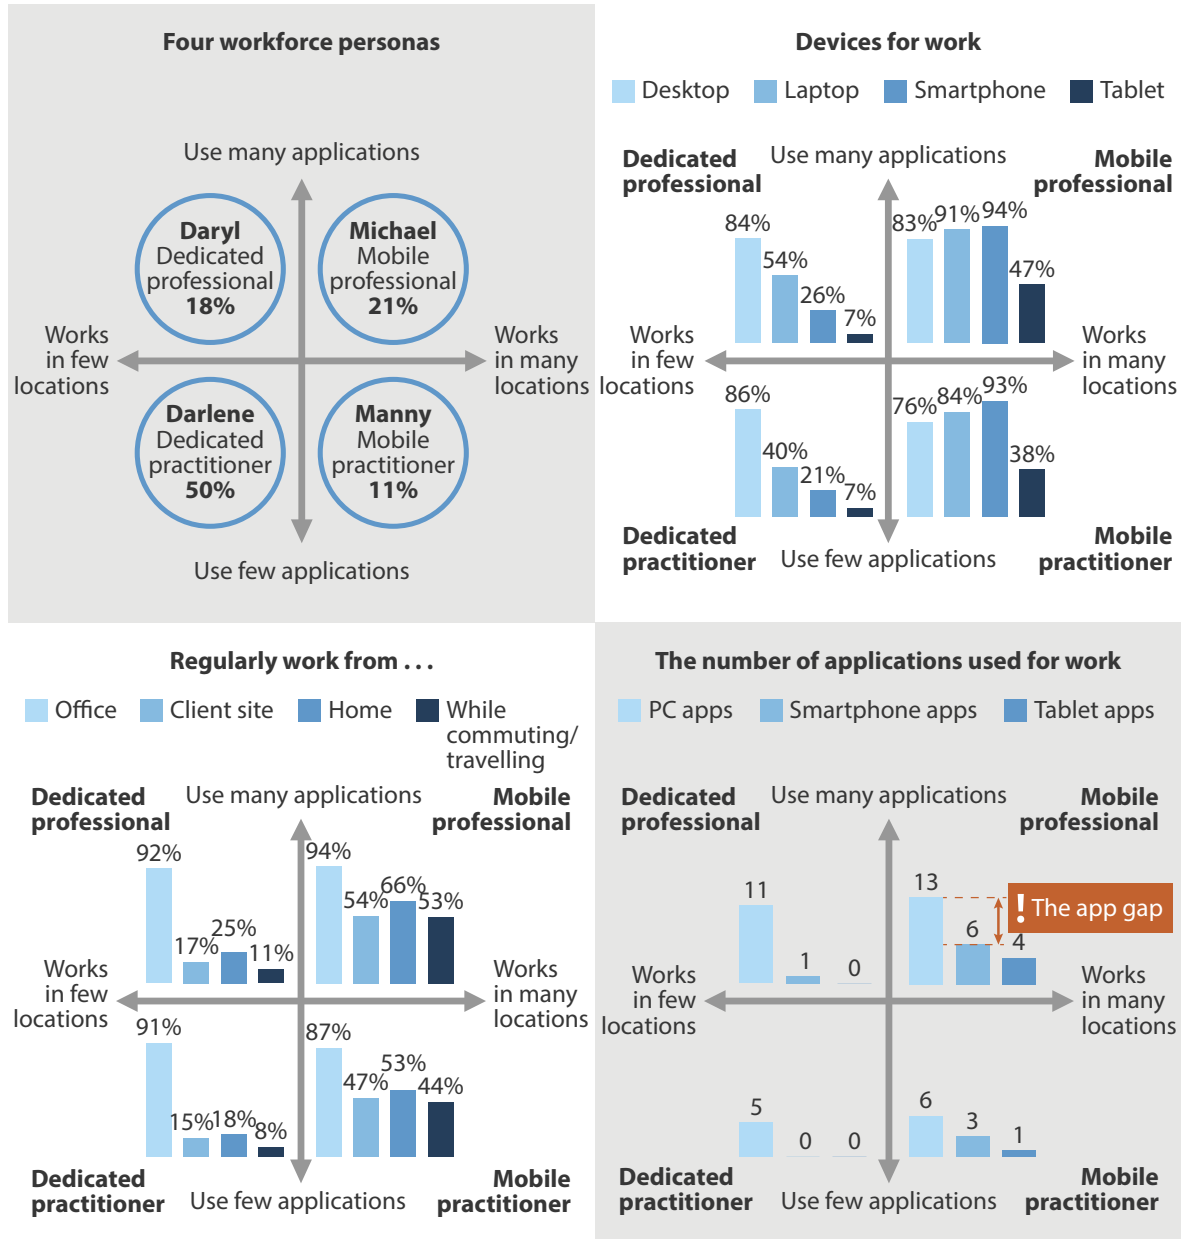 Four workforce personas
Use many applications
Daryl
Dedicated
professional
18%
Michael
Mobile
professional
21%
Works
in few
locations
Works
in many
locations
Darlene
Dedicated
practitioner
50%
Manny
Mobile
practitioner
11%
Use few applications
Devices for work
Desktop
Laptop
Smartphone
Tablet
Dedicated
professional
Use many applications
Mobile
professional
84%
54%
26%
7%
83%
91%
94%
47%
Works
in few
locations
Works
in many
locations
86%
40%
21%
7%
76%
84%
93%
38%
Dedicated
practitioner
Use few applications
Mobile
practitioner
Regularly work from . . .
Office
Client site
Home
While
commuting/
travelling
Dedicated
professional
Use many applications
Mobile
professional
92%
17%
25%
11%
94%
54%
66%
53%
Works
in few
locations
Works
in many
locations
91%
15%
18%
8%
87%
47%
53%
44%
Dedicated
practitioner
Use few applications
Mobile
practitioner
The number of applications used for work
PC apps
Smartphone apps
Tablet apps
Dedicated
professional
Use many applications
Mobile
professional
11
1
0
13
6
4
! The app gap
Works
in few
locations
Works
in many
locations
5
0
0
6
3
1
Dedicated
practitioner
Use few applications
Mobile
practitioner